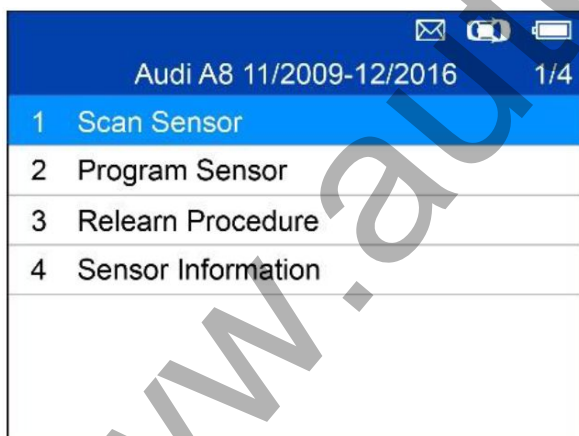 Audi A8 11/2009-12/2016 1/4
1 Scan Sensor
2 Program Sensor
3 Relearn Procedure
4 Sensor Information